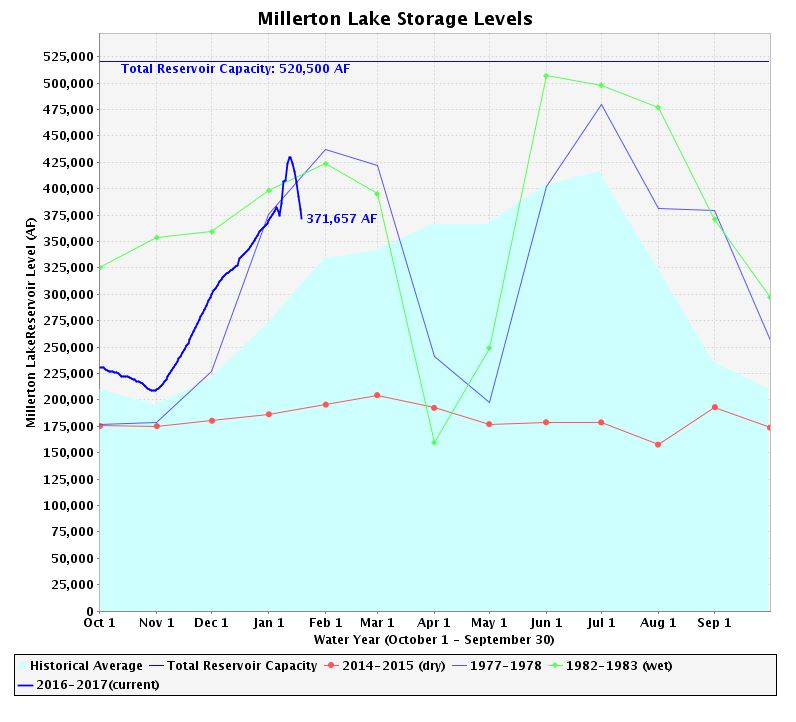 Millerton Lake Storage Levels
525,000
Total Reservoir Capacity: 520,500 AF
500,000
475,000
450,000
425,000
400,000
375,000
371,657 AF
350,000
325,000
300,000
275,000
250,000
225,000
200,000
175,000
150,000
125,000
100,000
75,000
50,000
25,000
0
Millerton LakeReservoir Level (AF)
Oct 1 Nov 1 Dec 1 Jan 1 Feb 1 Mar 1 Apr 1 May 1 Jun 1 Jul 1 Aug 1 Sep 1
Water Year (October 1 - September 30)
Historical Average Total Reservoir Capacity 2014-2015 (dry) 1977-1978 1982-1983 (wet)
2016-2017(current)